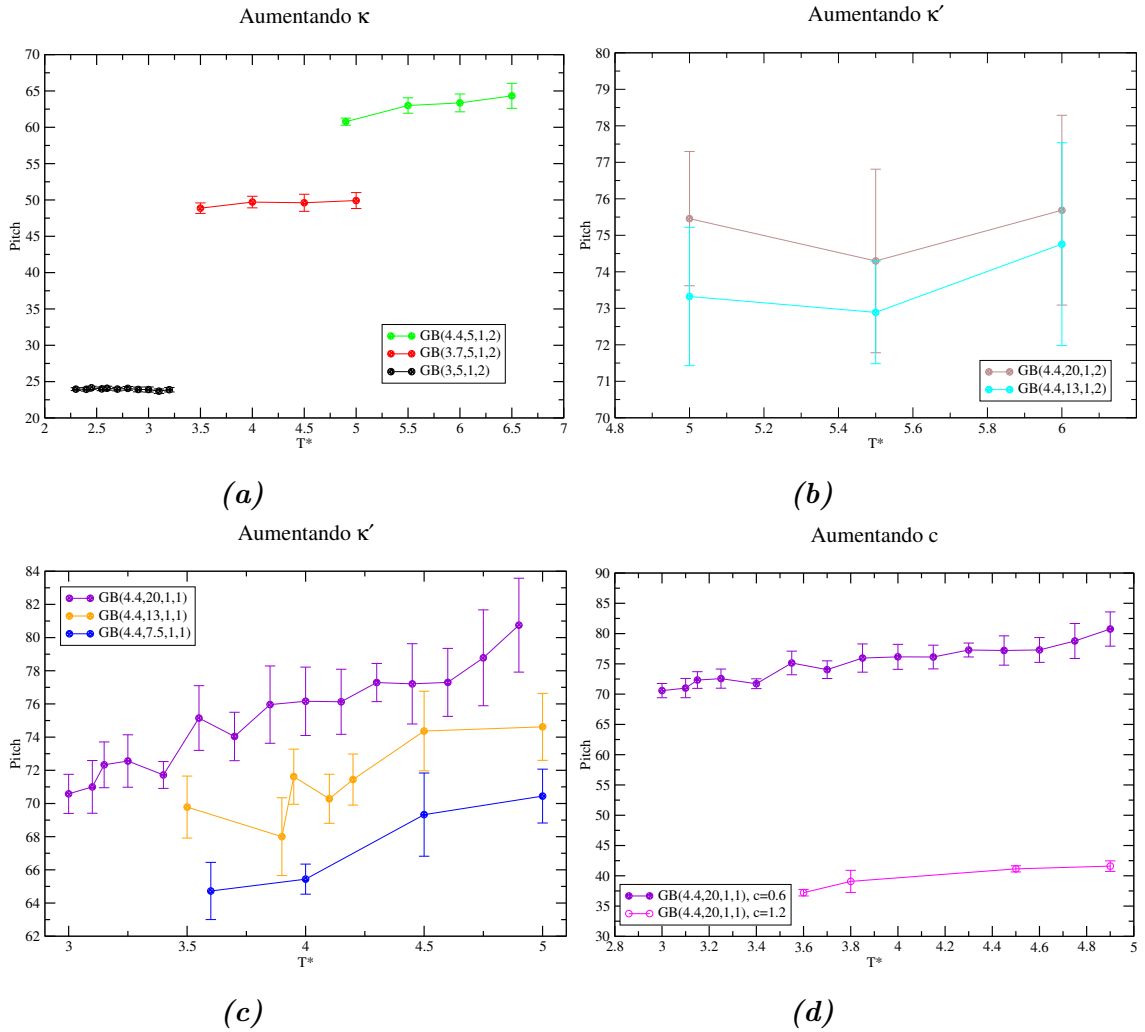 Aumentando κ
70
65
60
55
50
45
40
35
30
25
20
Pitch
2 2.5 3 3.5 4 4.5 5 5.5 6 6.5 7
T*
GB(4.4,5,1,2)
GB(3.7,5,1,2)
GB(3,5,1,2)
(a)
Aumentando κ′
80
79
78
77
76
75
74
73
72
71
70
Pitch
4.8 5 5.2 5.4 5.6 5.8 6
T*
GB(4.4,20,1,2)
GB(4.4,13,1,2)
(b)
Aumentando κ′
84
82
80
78
76
74
72
70
68
66
64
62
Pitch
3 3.5 4 4.5 5
T*
GB(4.4,20,1,1)
GB(4.4,13,1,1)
GB(4.4,7.5,1,1)
(c)
Aumentando c
90
85
80
75
70
65
60
55
50
45
40
35
30
Pitch
2.8 3 3.2 3.4 3.6 3.8 4 4.2 4.4 4.6 4.8 5
T*
GB(4.4,20,1,1), c=0.6
GB(4.4,20,1,1), c=1.2
(d)